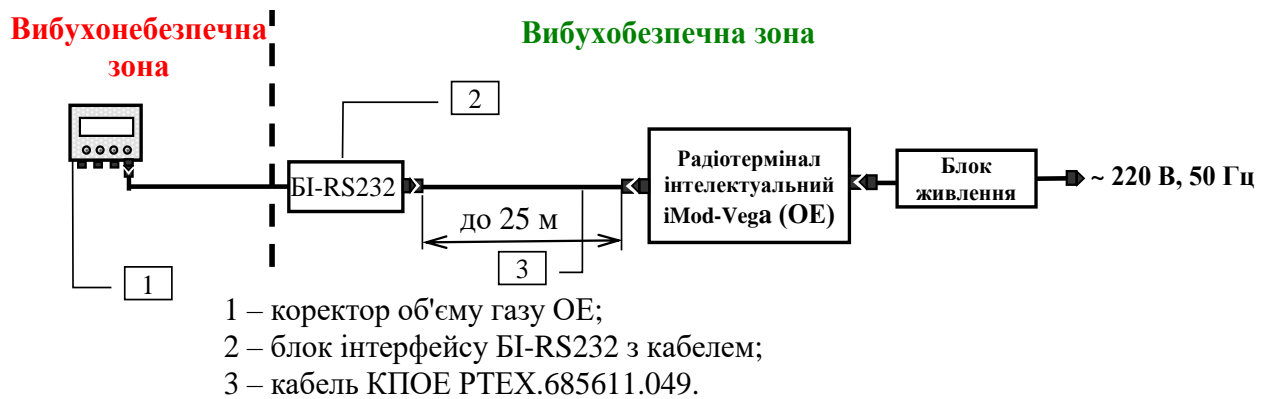 Вибухонебезпечна
зона
Вибухобезпечна зона
2
БІ-RS232
Радіотермінал
інтелектуальний
iMod-Vega (ОЕ)
Блок
живлення
~ 220 В, 50 Гц
до 25 м
3
1
1 – коректор об'єму газу ОЕ;
2 – блок інтерфейсу БІ-RS232 з кабелем;
3 – кабель КПОЕ РТЕХ.685611.049.